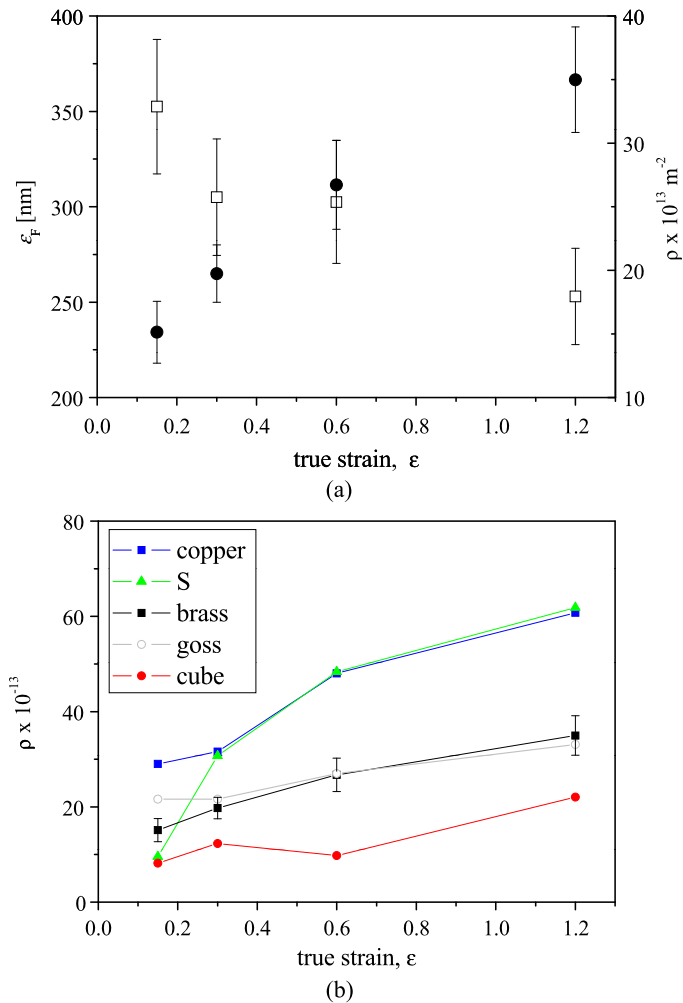 400
350
300
250
200
ε_F [nm]
40
30
20
10
ρ x 10^13 m^-2
0.0 0.2 0.4 0.6 0.8 1.0 1.2
true strain, ε
(a)
80
60
40
20
0
ρ x 10^-13
copper
S
brass
goss
cube
0.0 0.2 0.4 0.6 0.8 1.0 1.2
true strain, ε
(b)